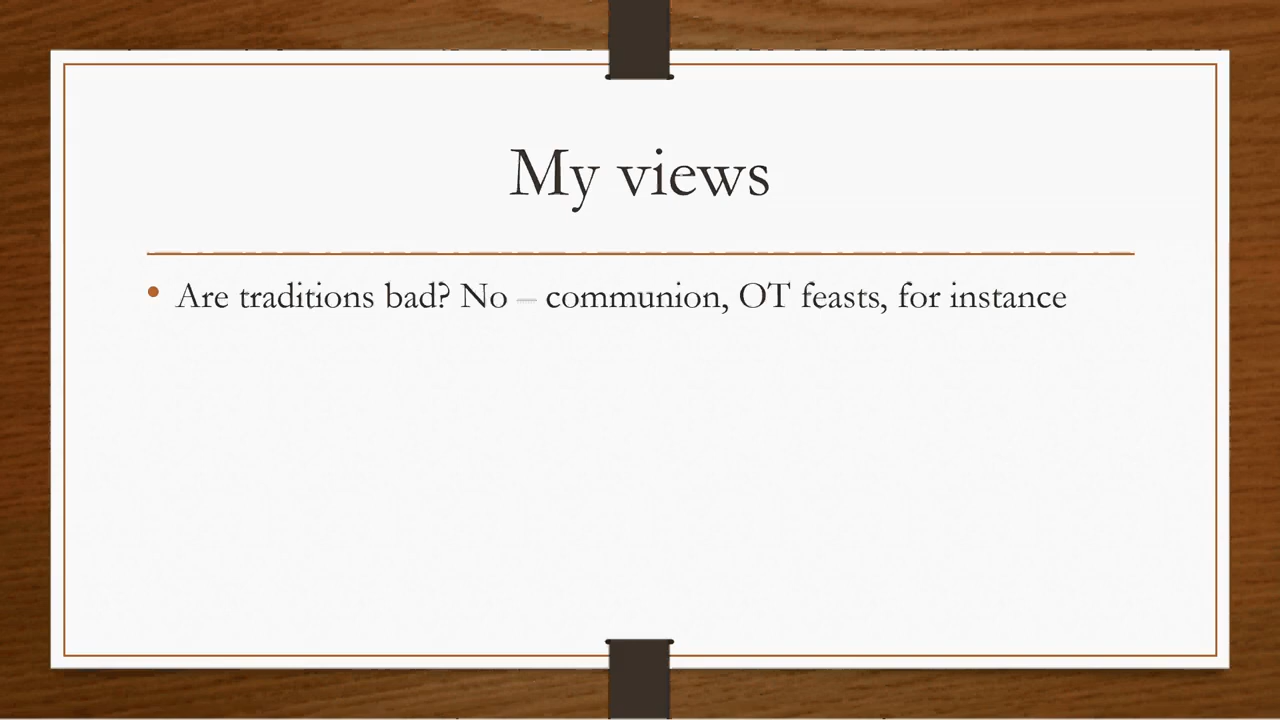 My views
• Are traditions bad? No – communion, OT feasts, for instance